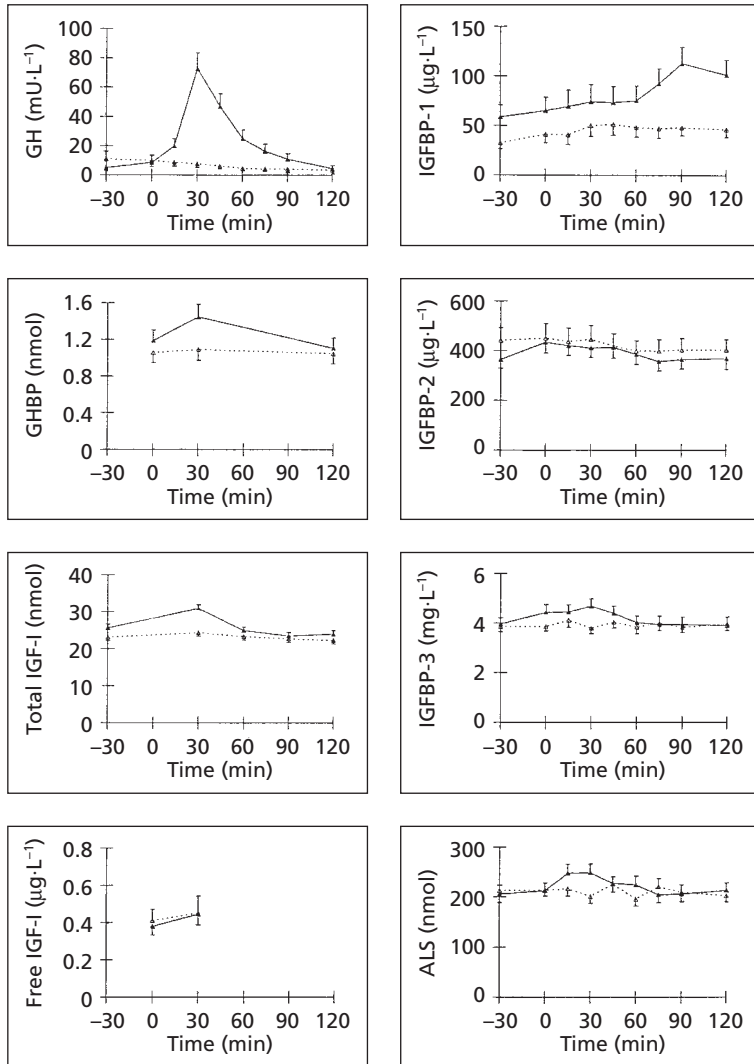 100
80
60
40
20
0
GH (mU·L⁻¹)
−30 0 30 60 90 120
Time (min)
150
100
50
0
IGFBP-1 (µg·L⁻¹)
−30 0 30 60 90 120
Time (min)
1.6
1.2
0.8
0.4
0
GHBP (nmol)
−30 0 30 60 90 120
Time (min)
600
400
200
0
IGFBP-2 (µg·L⁻¹)
−30 0 30 60 90 120
Time (min)
40
30
20
10
0
Total IGF-I (nmol)
−30 0 30 60 90 120
Time (min)
6
4
2
0
IGFBP-3 (mg·L⁻¹)
−30 0 30 60 90 120
Time (min)
0.8
0.6
0.4
0.2
0
Free IGF-I (µg·L⁻¹)
−30 0 30 60 90 120
Time (min)
300
200
100
0
ALS (nmol)
−30 0 30 60 90 120
Time (min)